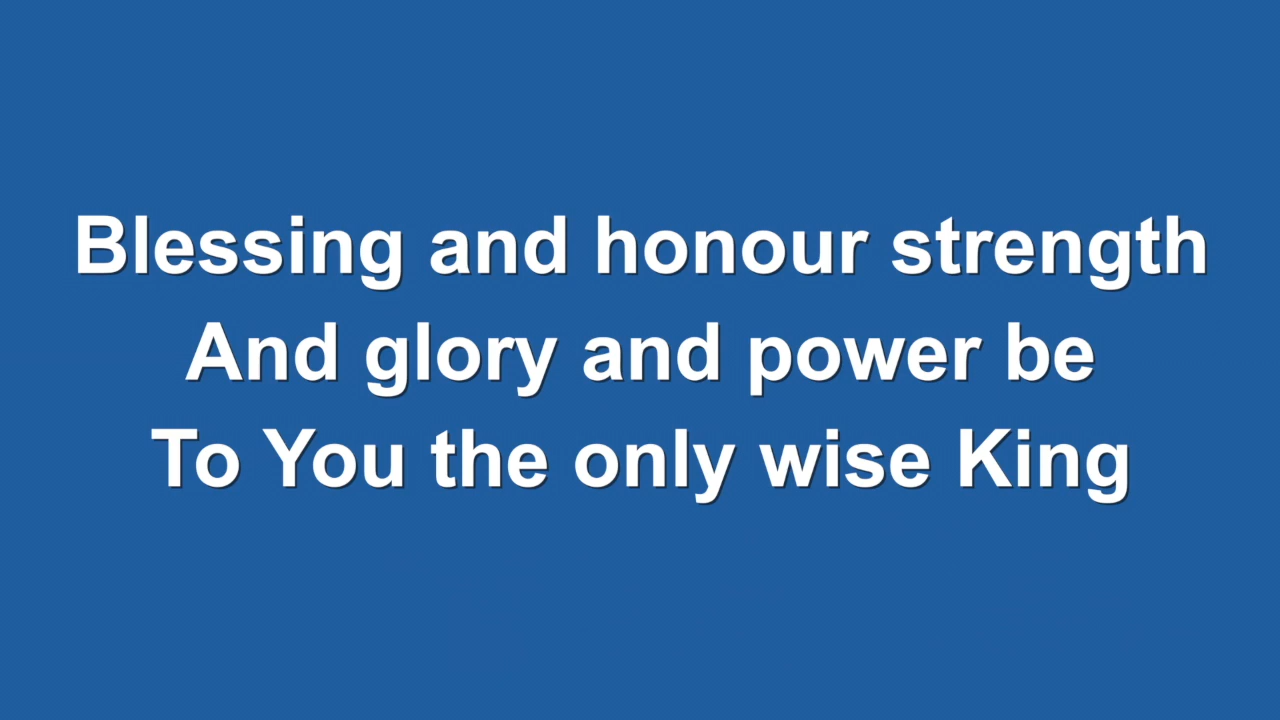 Blessing and honour strength
And glory and power be
To You the only wise King